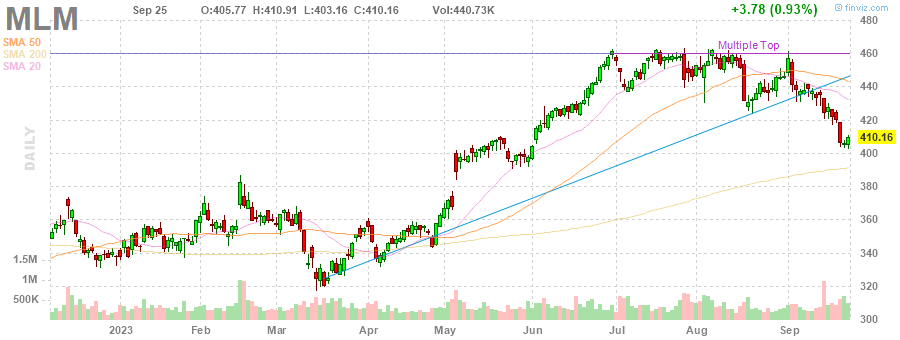 MLM Sep 25 O:405.77 H:410.91 L:403.16 C:410.16 Vol:440.73K +3.78 (0.93%) © finviz.com
SMA 50
SMA 200
SMA 20
Multiple Top
DAILY
480
460
440
420
410.16
400
380
360
340
320
300
1.5M
1M
500K
2023 Feb Mar Apr May Jun Jul Aug Sep